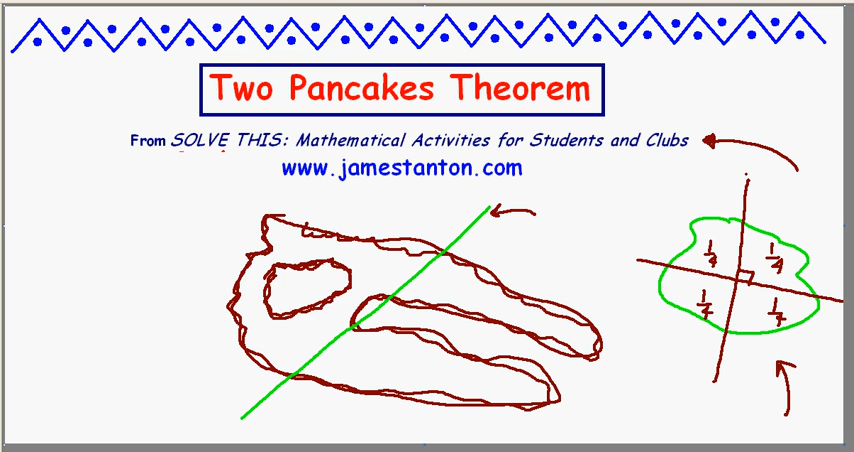 Two Pancakes Theorem
From SOLVE THIS: Mathematical Activities for Students and Clubs
www.jamestanton.com
1/4 1/4
1/4 1/4